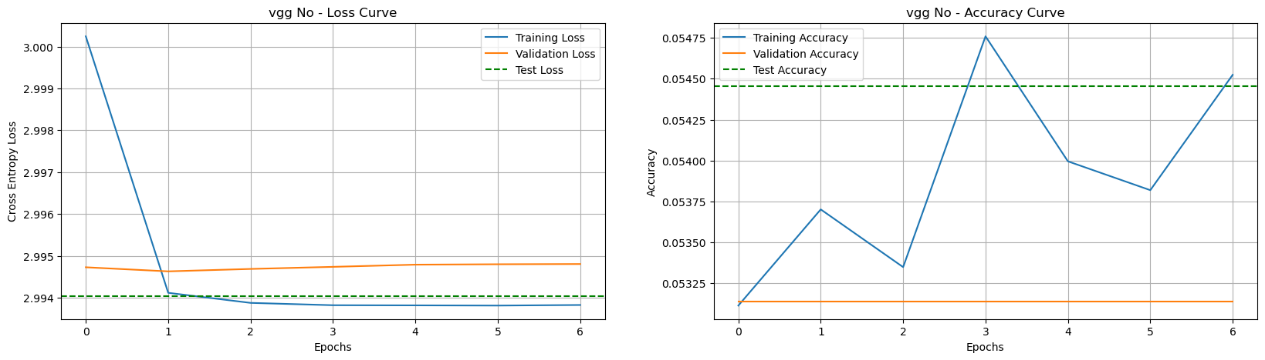 vgg No - Loss Curve
Training Loss
Validation Loss
Test Loss
3.000
2.999
2.998
2.997
2.996
2.995
2.994
Cross Entropy Loss
0
1
2
3
4
5
6
Epochs
vgg No - Accuracy Curve
Training Accuracy
Validation Accuracy
Test Accuracy
0.05475
0.05450
0.05425
0.05400
0.05375
0.05350
0.05325
Accuracy
0
1
2
3
4
5
6
Epochs